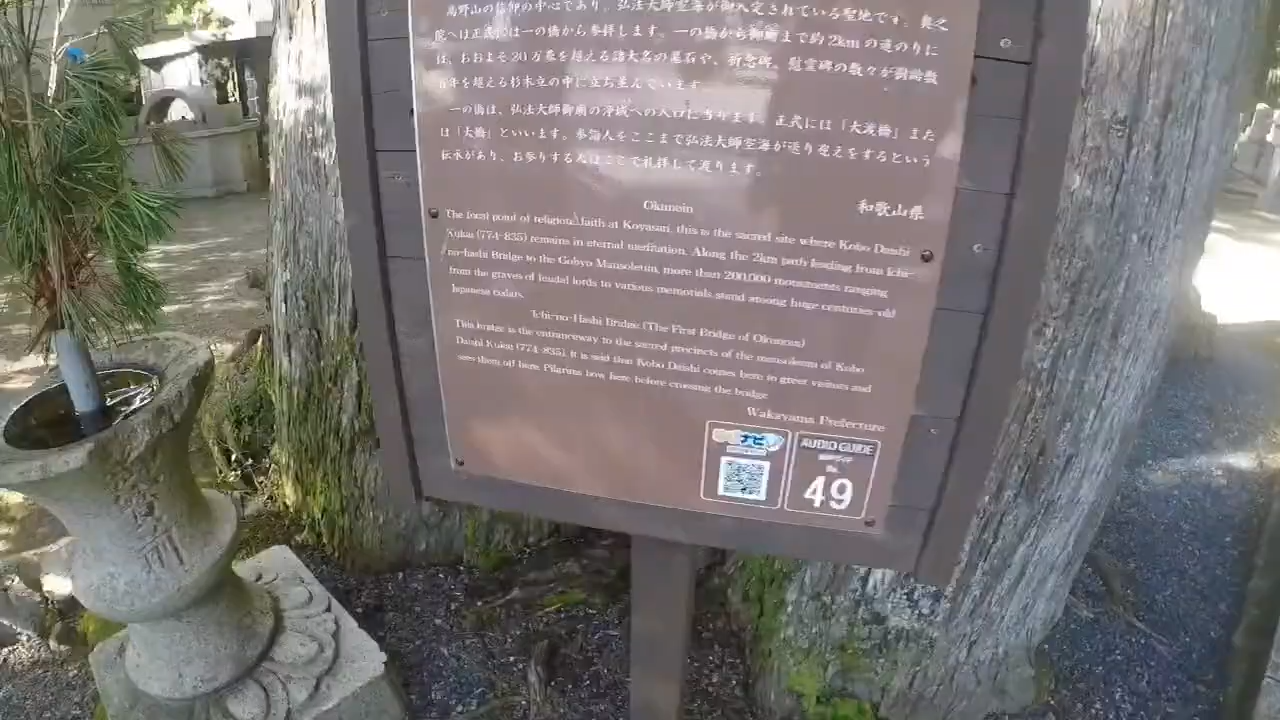 高野山の信仰の中心であり、弘法大師空海が御入定されている聖地です。奥之
院へは正式には一の橋から参拝します。一の橋から御廟まで約2kmの道のりに
は、おおよそ20万基を超える諸大名の墓石や、祈念碑、慰霊碑の数々が樹齢数
百年を超える杉木立の中に立ち並んでいます。
一の橋は、弘法大師御廟の浄域への入口に当たります。正式には「大渡橋」また
は「大橋」といいます。参詣人をここまで弘法大師空海が送り迎えをするという
伝承があり、お参りする人はここで礼拝して渡ります。
和歌山県
Okunoin
The focal point of religious faith at Koyasan, this is the sacred site where Kobo Daishi
Kukai (774-835) remains in eternal meditation. Along the 2km path leading from Ichi-
no-hashi Bridge to the Gobyo Mausoleum, more than 200,000 monuments ranging
from the graves of feudal lords to various memorials stand among huge centuries-old
Japanese cedars.
Ichi-no-Hashi Bridge (The First Bridge of Okunoin)
This bridge is the entranceway to the sacred precincts of the mausoleum of Kobo
Daishi Kukai (774-835). It is said that Kobo Daishi comes here to greet visitors and
sees them off here. Pilgrims bow here before crossing the bridge.
Wakayama Prefecture
ナビ
AUDIO GUIDE
No.
49